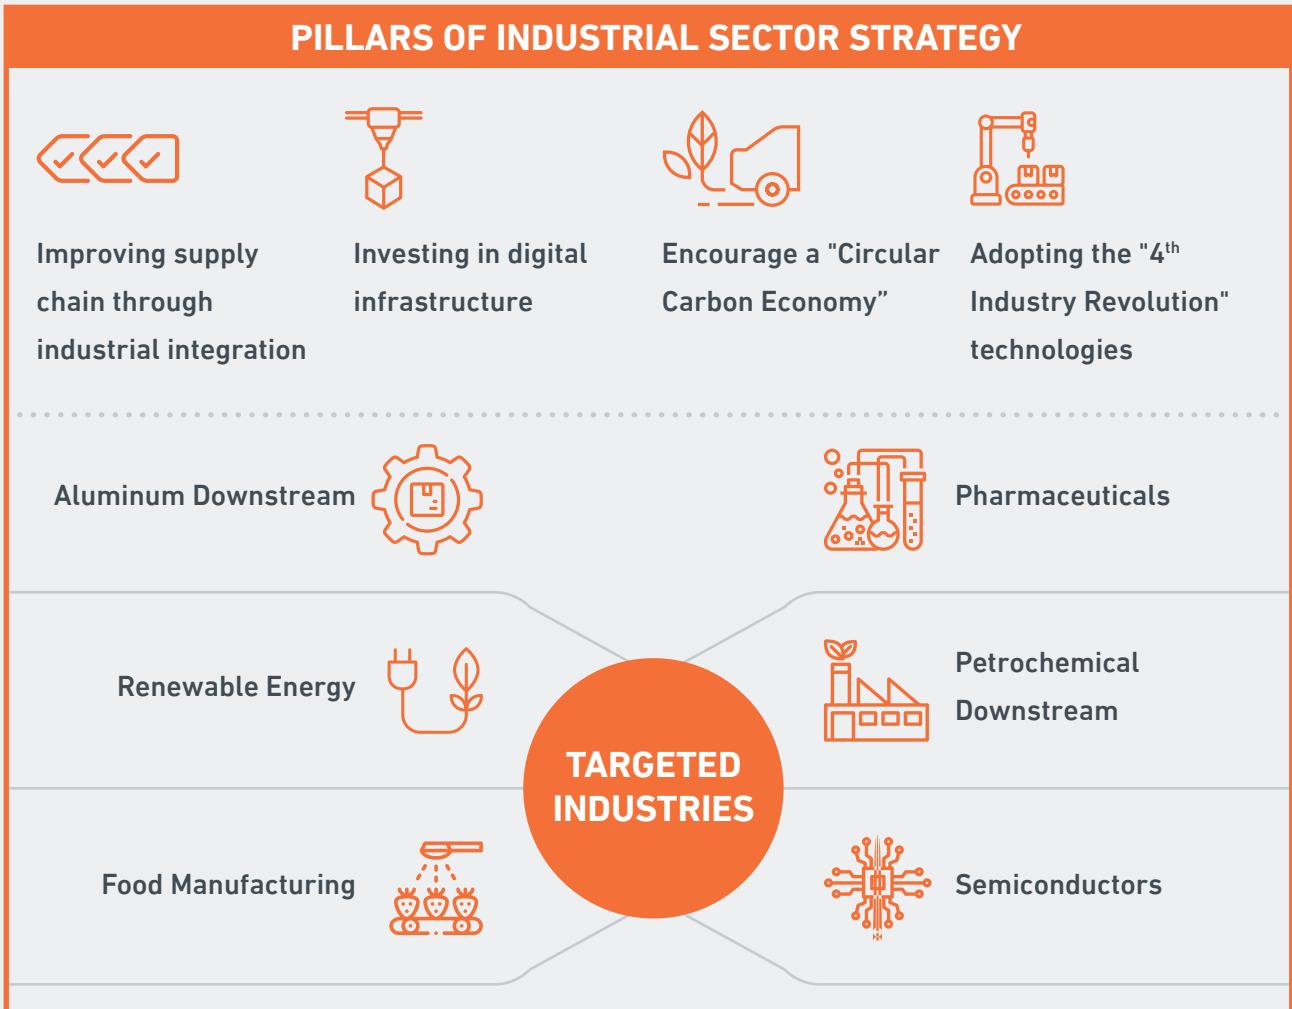 PILLARS OF INDUSTRIAL SECTOR STRATEGY
Improving supply
chain through
industrial integration
Investing in digital
infrastructure
Encourage a "Circular
Carbon Economy”
Adopting the "4th
Industry Revolution"
technologies
Aluminum Downstream
Pharmaceuticals
Renewable Energy
Petrochemical
Downstream
TARGETED
INDUSTRIES
Food Manufacturing
Semiconductors